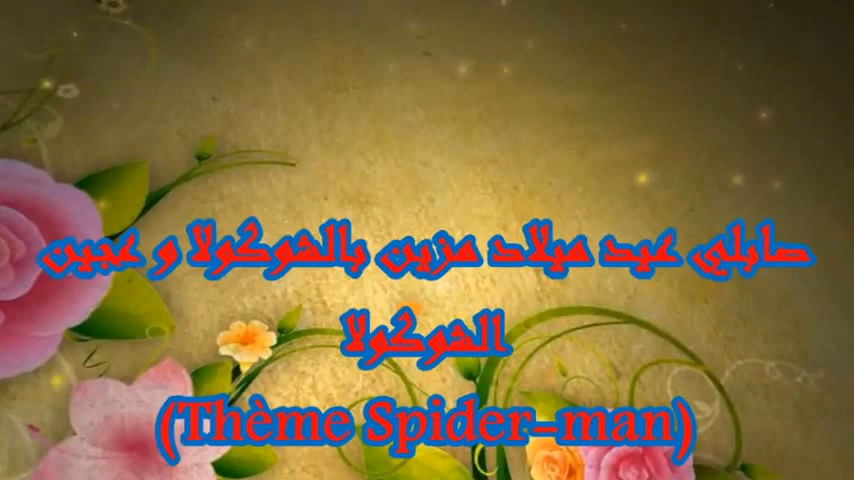 صابلي عيد ميلاد مزين بالشوكولا و عجين
الشوكولا
(Thème Spider-man)